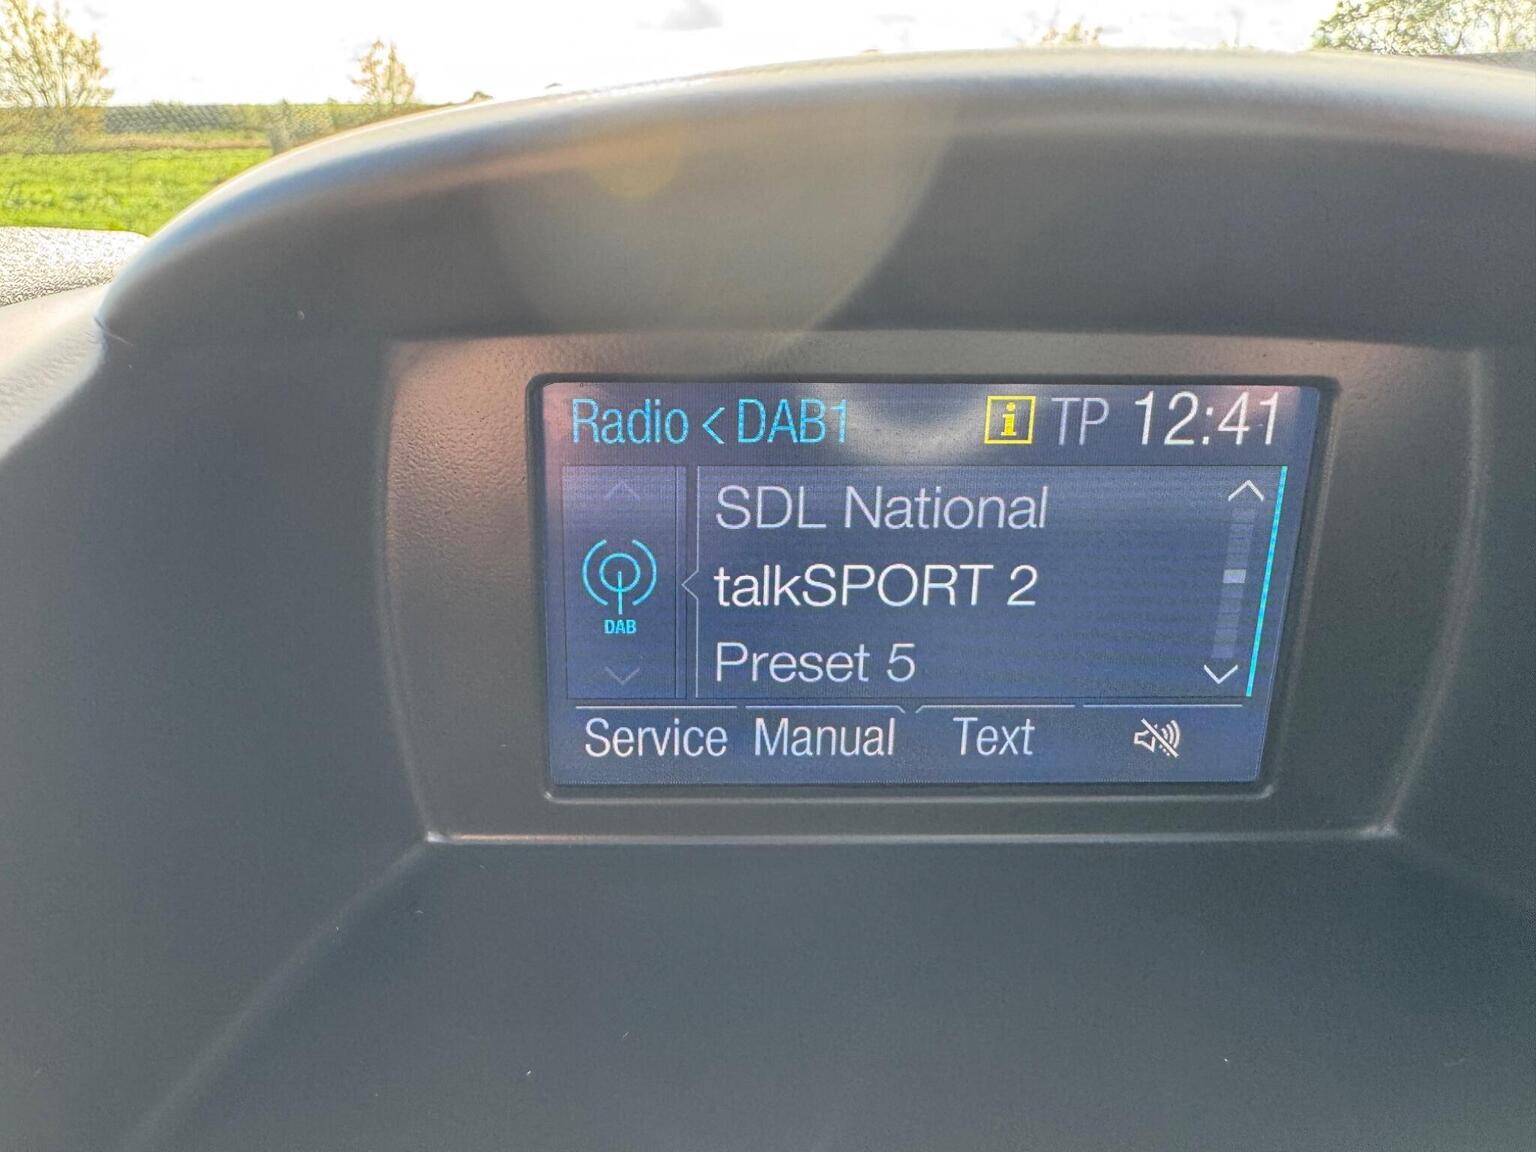 Radio < DAB1 i TP 12:41
SDL National
talkSPORT 2
DAB
Preset 5
Service Manual Text